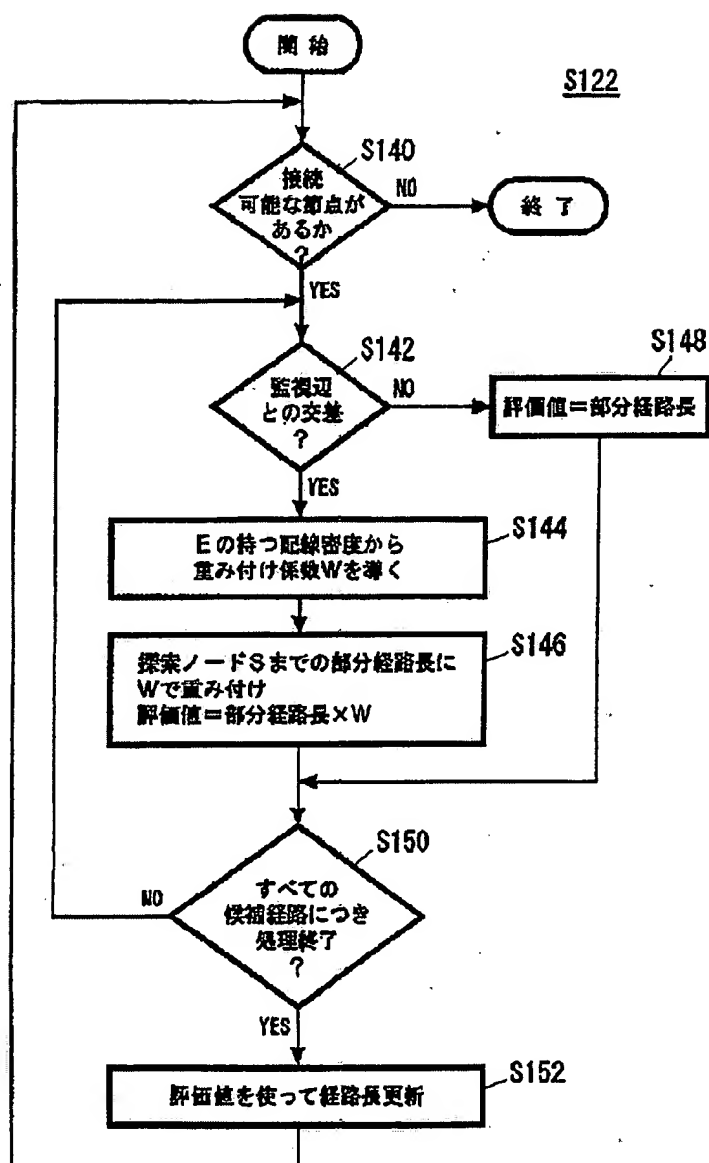 開始
S122
S140
接続
可能な節点が
あるか
?
NO
終了
YES
S142
監視辺
との交差
?
NO
S148
評価値=部分経路長
YES
S144
Eの持つ配線密度から
重み付け係数Wを導く
S146
探索ノードSまでの部分経路長に
Wで重み付け
評価値=部分経路長×W
S150
すべての
候補経路につき
処理終了
?
NO
YES
S152
評価値を使って経路長更新